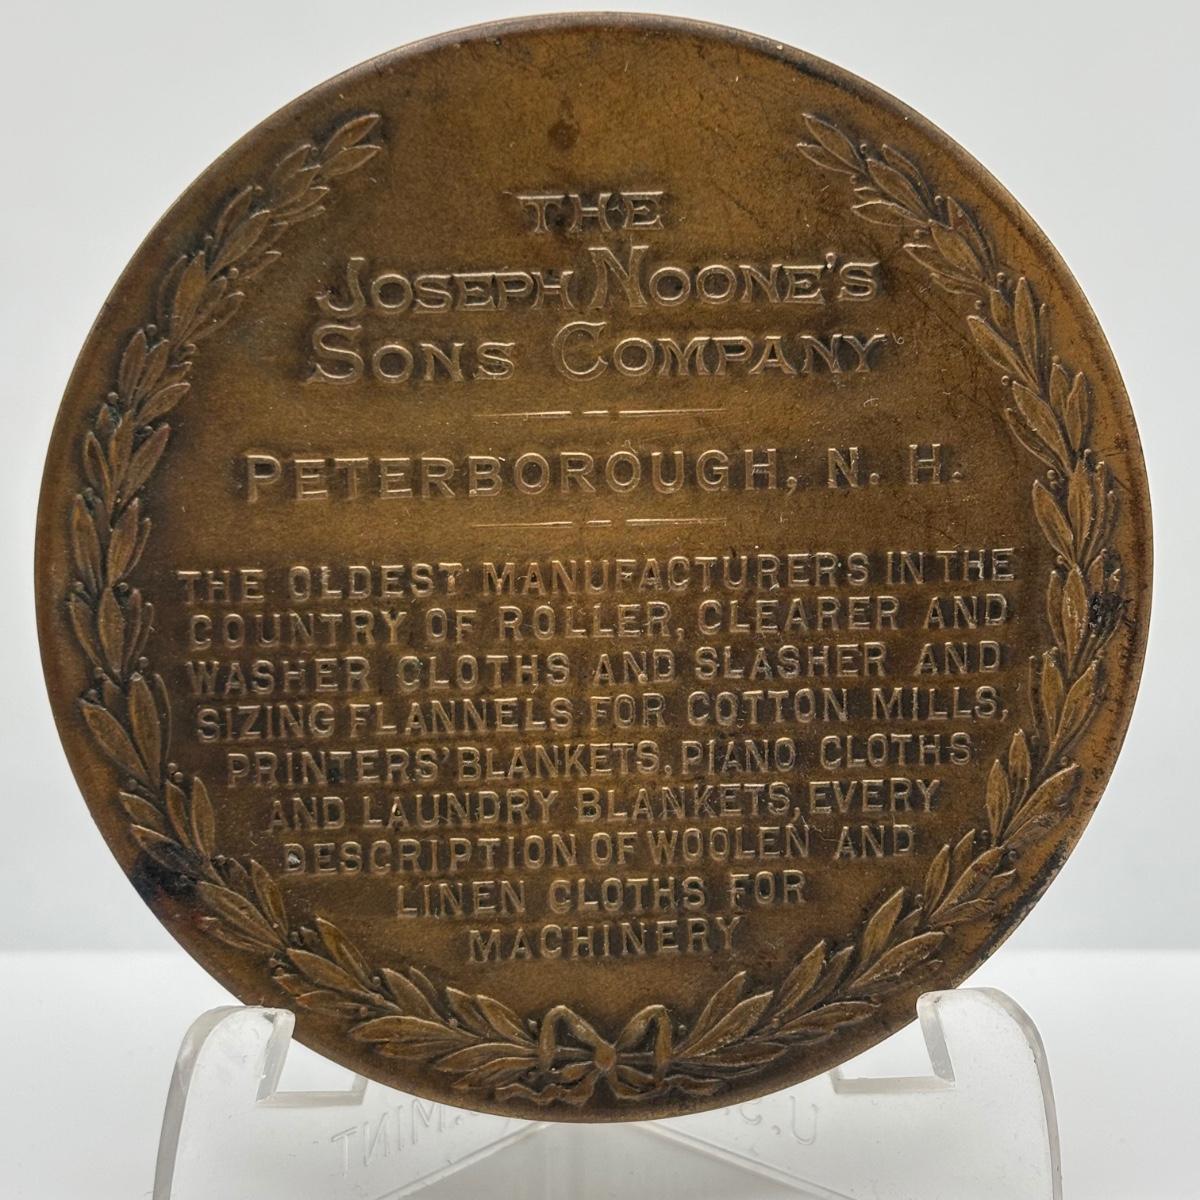 THE
JOSEPH NOONE'S
SONS COMPANY
PETERBOROUGH, N. H.
THE OLDEST MANUFACTURERS IN THE
COUNTRY OF ROLLER, CLEARER AND
WASHER CLOTHS AND SLASHER AND
SIZING FLANNELS FOR COTTON MILLS,
PRINTERS' BLANKETS, PIANO CLOTHS
AND LAUNDRY BLANKETS, EVERY
DESCRIPTION OF WOOLEN AND
LINEN CLOTHS FOR
MACHINERY
U.S. MINT